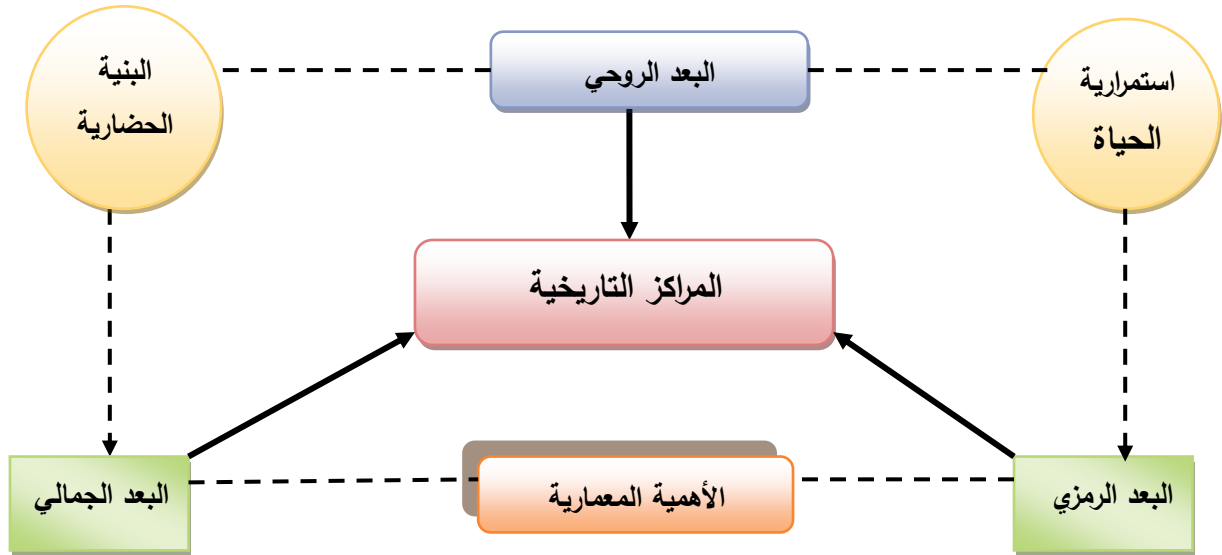 استمرارية
الحياة
البعد الروحي
البنية
الحضارية
المراكز التاريخية
البعد الرمزي
الأهمية المعمارية
البعد الجمالي